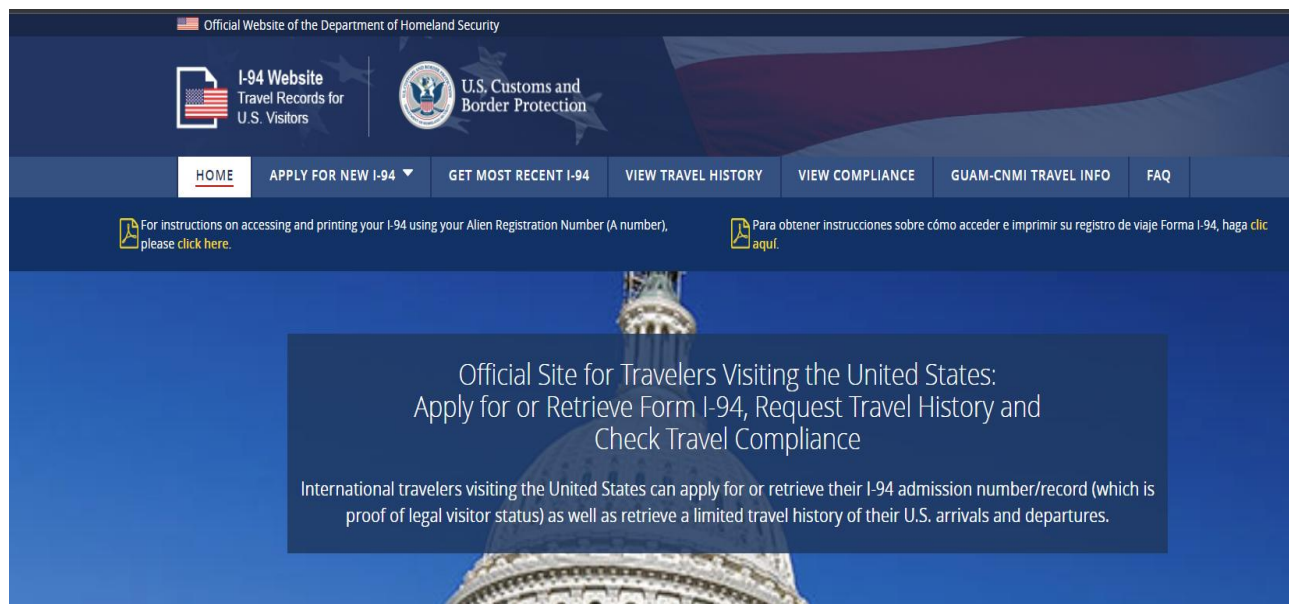 Official Website of the Department of Homeland Security
I-94 Website
Travel Records for
U.S. Visitors
U.S. Customs and
Border Protection
HOME
APPLY FOR NEW I-94
GET MOST RECENT I-94
VIEW TRAVEL HISTORY
VIEW COMPLIANCE
GUAM-CNMI TRAVEL INFO
FAQ
For instructions on accessing and printing your I-94 using your Alien Registration Number (A number),
please click here.
Para obtener instrucciones sobre cómo acceder e imprimir su registro de viaje Forma I-94, haga clic
aquí.
Official Site for Travelers Visiting the United States:
Apply for or Retrieve Form I-94, Request Travel History and
Check Travel Compliance
International travelers visiting the United States can apply for or retrieve their I-94 admission number/record (which is
proof of legal visitor status) as well as retrieve a limited travel history of their U.S. arrivals and departures.